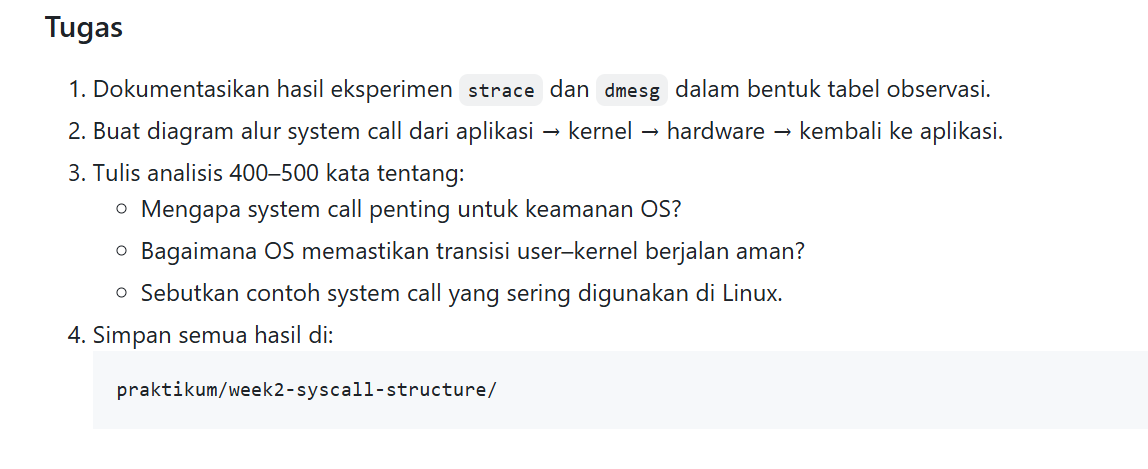 Tugas
1. Dokumentasikan hasil eksperimen strace dan dmesg dalam bentuk tabel observasi.
2. Buat diagram alur system call dari aplikasi → kernel → hardware → kembali ke aplikasi.
3. Tulis analisis 400–500 kata tentang:
○ Mengapa system call penting untuk keamanan OS?
○ Bagaimana OS memastikan transisi user–kernel berjalan aman?
○ Sebutkan contoh system call yang sering digunakan di Linux.
4. Simpan semua hasil di:
praktikum/week2-syscall-structure/